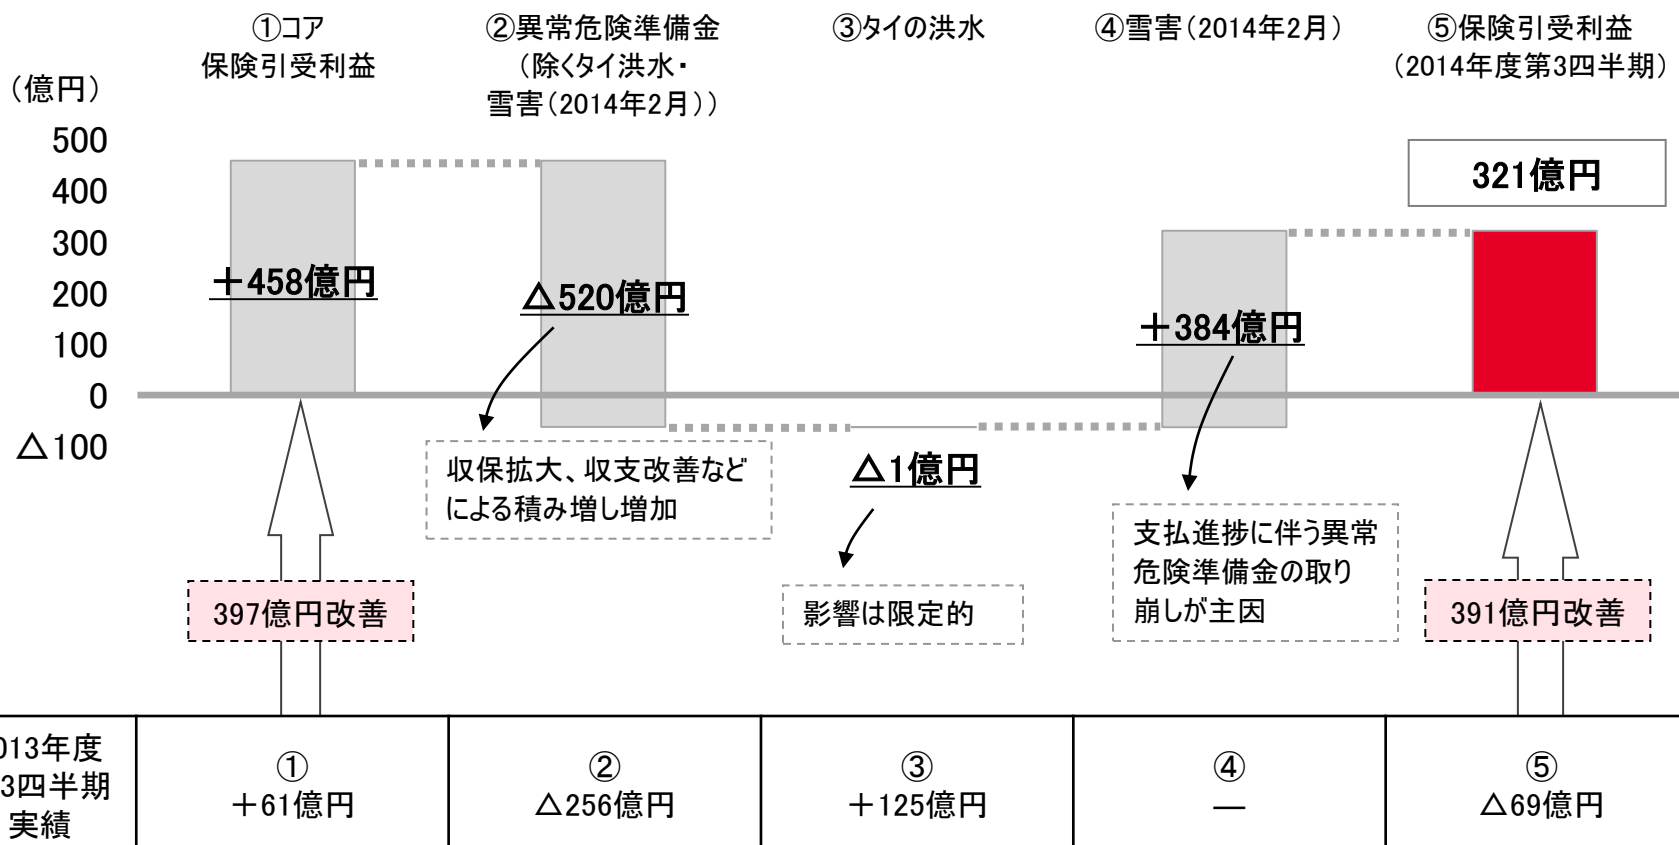 ①コア
保険引受利益
②異常危険準備金
（除くタイ洪水・
雪害（2014年2月））
③タイの洪水
④雪害（2014年2月）
⑤保険引受利益
（2014年度第3四半期）
（億円）
500
400
300
200
100
0
△100
＋458億円
△520億円
△1億円
＋384億円
321億円
収保拡大、収支改善など
による積み増し増加
影響は限定的
支払進捗に伴う異常
危険準備金の取り
崩しが主因
397億円改善
391億円改善
013年度
3四半期
実績
①
＋61億円
②
△256億円
③
＋125億円
④
―
⑤
△69億円